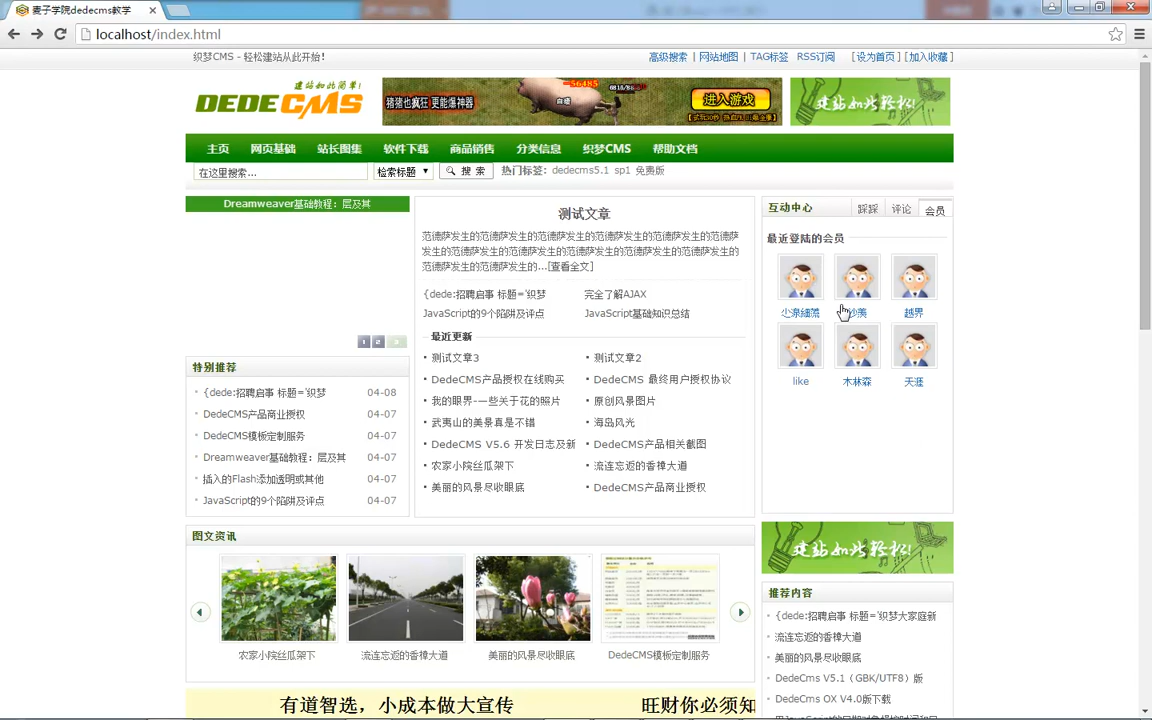 麦子学院dedecms教学
localhost/index.html
织梦CMS - 轻松建站从此开始!
高级搜索 | 网站地图 | TAG标签 RSS订阅 [设为首页] [加入收藏]
建站如此简单!
DEDECMS
猪猪也疯狂 更能爆神器
-56485
进入游戏
建站如此轻松!
主页 网页基础 站长图集 软件下载 商品销售 分类信息 织梦CMS 帮助文档
在这里搜索... 检索标题 搜 索 热门标签: dedecms5.1 sp1 免费版
Dreamweaver基础教程：层及其
1 2 3
特别推荐
{dede:招聘启事 标题='织梦 04-08
DedeCMS产品商业授权 04-07
DedeCMS模板定制服务 04-07
Dreamweaver基础教程：层及其 04-07
插入的Flash添加透明或其他 04-07
JavaScript的9个陷阱及评点 04-07
测试文章
范德萨发生的范德萨发生的范德萨发生的范德萨发生的范德萨发生的范德萨
发生的范德萨发生的范德萨发生的范德萨发生的范德萨发生的范德萨发生的
范德萨发生的范德萨发生的...[查看全文]
{dede:招聘启事 标题='织梦 完全了解AJAX
JavaScript的9个陷阱及评点 JavaScript基础知识总结
最近更新
测试文章3 测试文章2
DedeCMS产品授权在线购买 DedeCMS 最终用户授权协议
我的眼界-一些关于花的照片 原创风景图片
武夷山的美景真是不错 海岛风光
DedeCMS V5.6 开发日志及新 DedeCMS产品相关截图
农家小院丝瓜架下 流连忘返的香樟大道
美丽的风景尽收眼底 DedeCMS产品商业授权
互动中心 踩踩 评论 会员
最近登陆的会员
越界
like 木林森 天涯
图文资讯
农家小院丝瓜架下 流连忘返的香樟大道 美丽的风景尽收眼底 DedeCMS模板定制服务
建站如此轻松!
推荐内容
{dede:招聘启事 标题='织梦大家庭新
流连忘返的香樟大道
美丽的风景尽收眼底
DedeCms V5.1（GBK/UTF8）版
DedeCms OX V4.0版下载
有道智选，小成本做大宣传 旺财你必须知